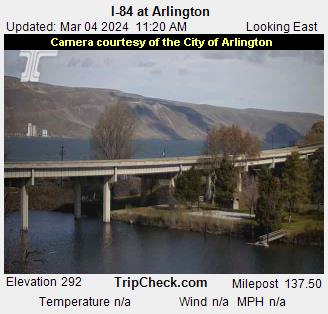 I-84 at Arlington
Updated: Mar 04 2024 11:20 AM Looking East
Camera courtesy of the City of Arlington
Elevation 292 TripCheck.com Milepost 137.50
Temperature n/a Wind n/a MPH n/a